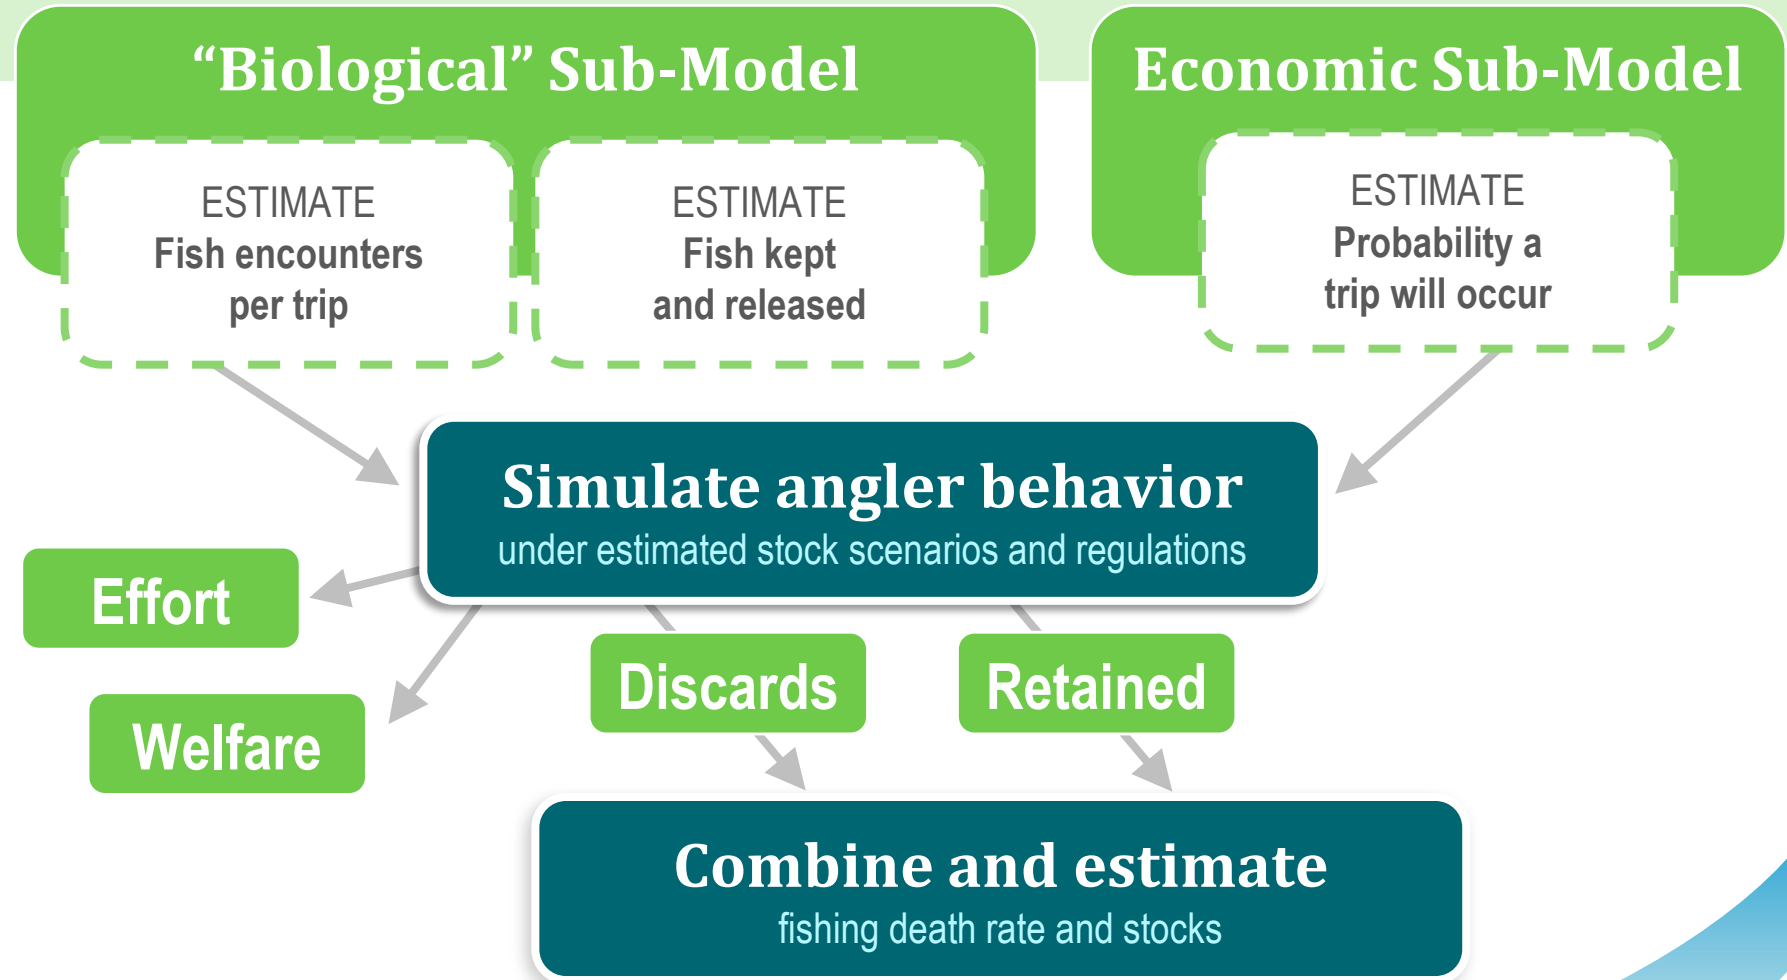 “Biological” Sub-Model
ESTIMATE
Fish encounters
per trip
ESTIMATE
Fish kept
and released
Economic Sub-Model
ESTIMATE
Probability a
trip will occur
Simulate angler behavior
under estimated stock scenarios and regulations
Effort
Welfare
Discards
Retained
Combine and estimate
fishing death rate and stocks